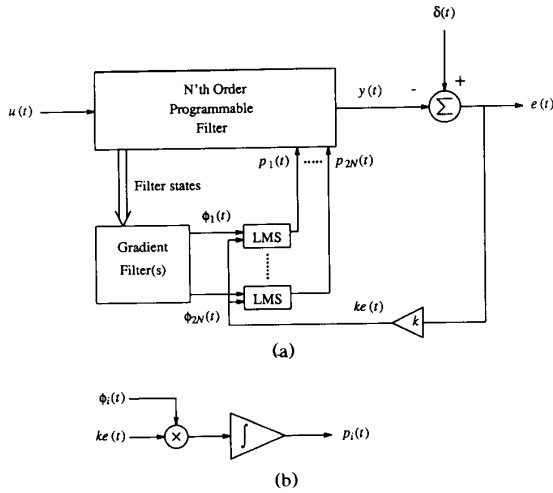 δ(t)
N'th Order
Programmable
Filter
u(t)
y(t)
-
+
Σ
e(t)
p1(t) ..... p2N(t)
Filter states
ϕ1(t)
Gradient
Filter(s)
LMS
LMS
ϕ2N(t)
ke(t)
k
(a)
ϕi(t)
ke(t)
×
∫
pi(t)
(b)